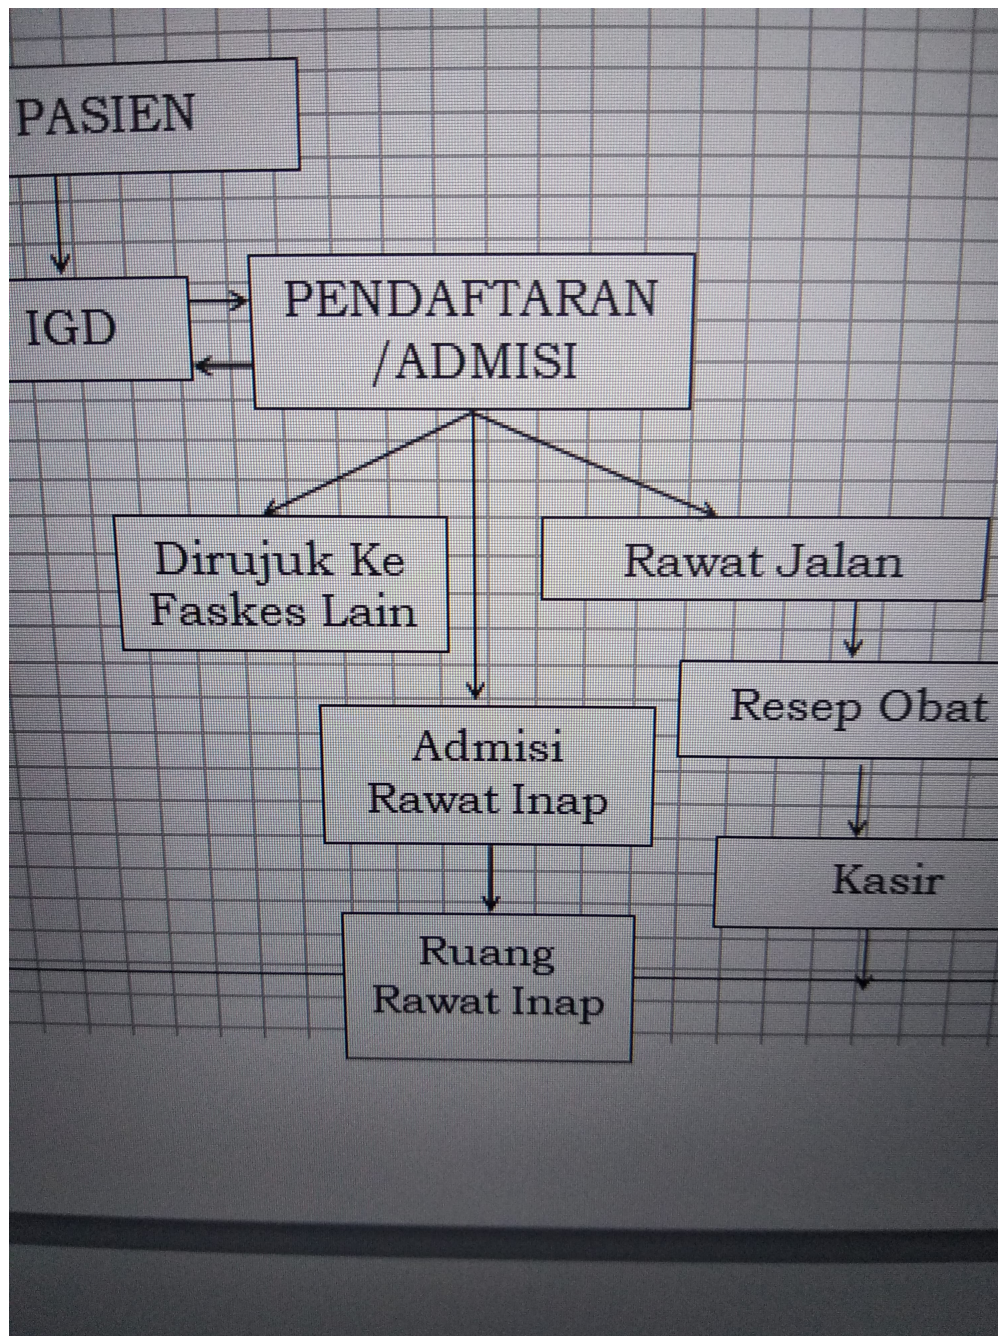 PASIEN
IGD
PENDAFTARAN
/ADMISI
Dirujuk Ke
Faskes Lain
Rawat Jalan
Resep Obat
Admisi
Rawat Inap
Kasir
Ruang
Rawat Inap